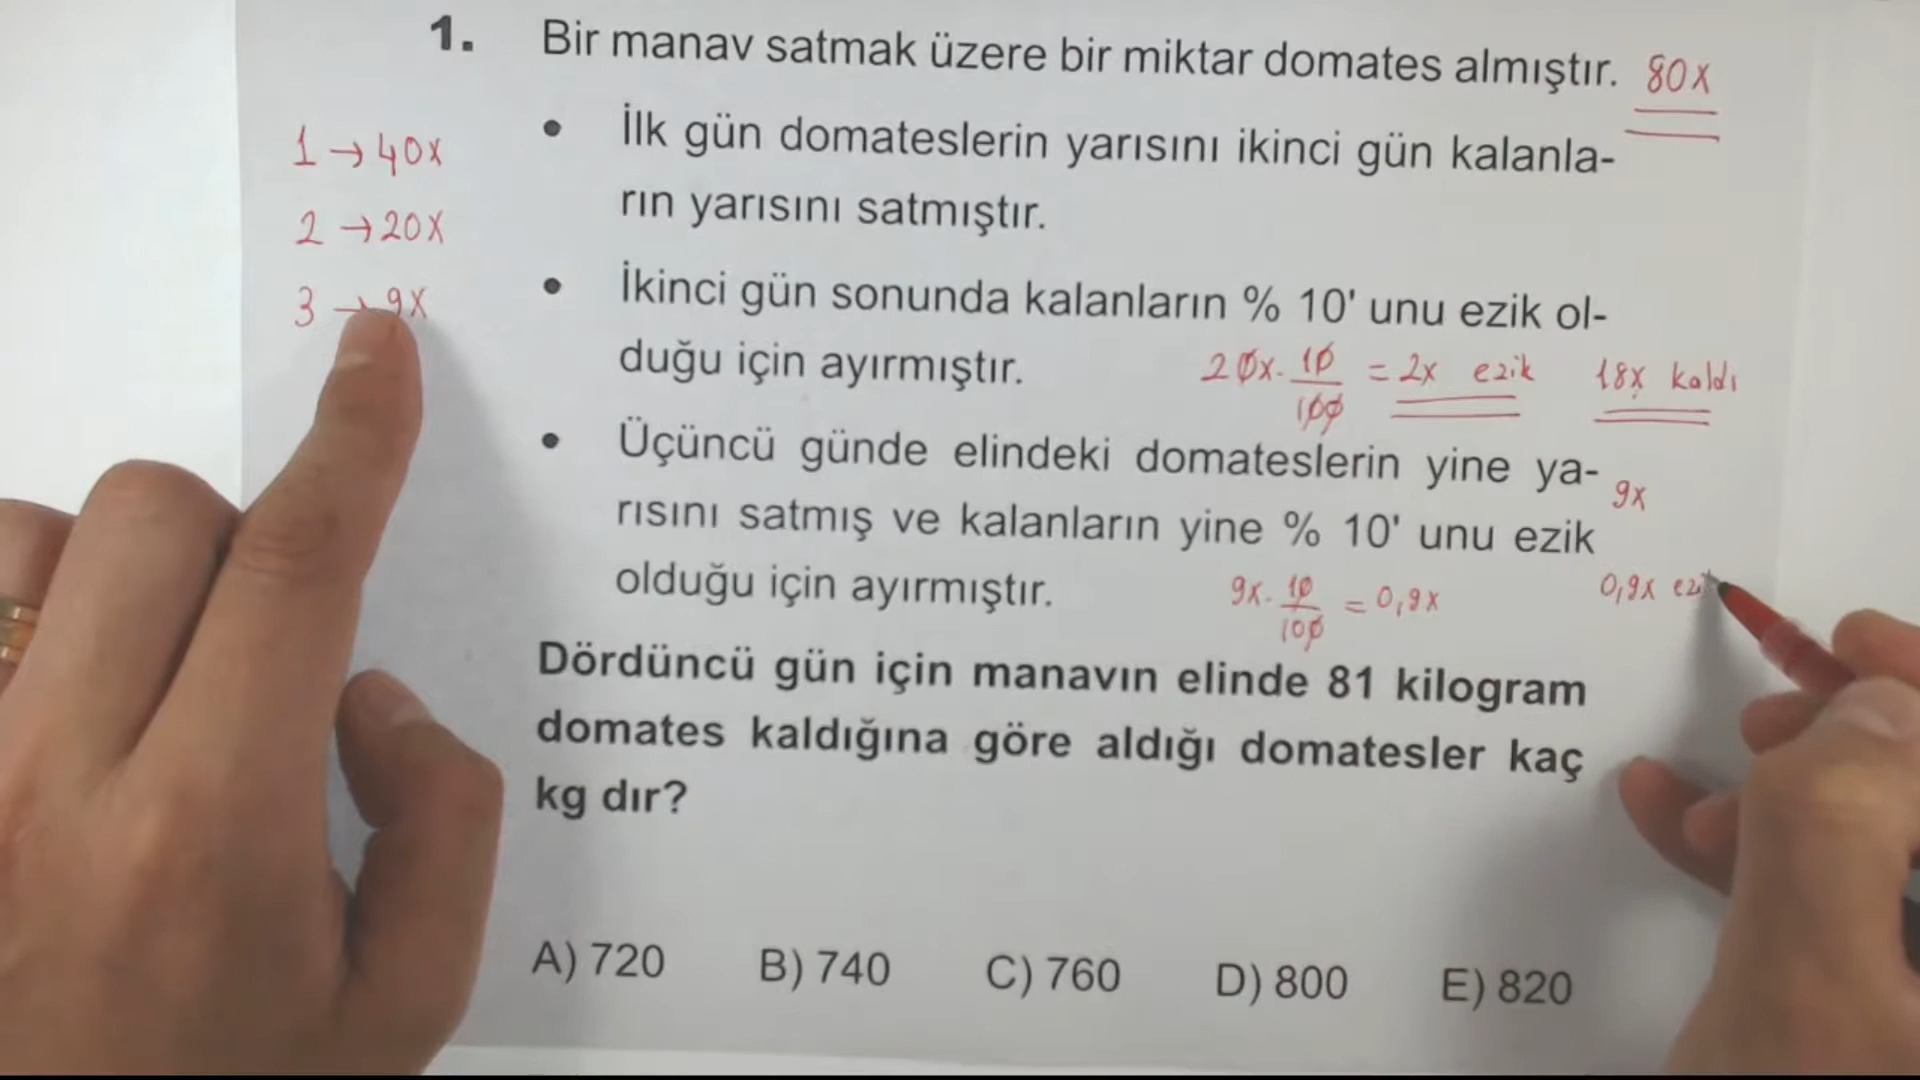 1. Bir manav satmak üzere bir miktar domates almıştır. 80x
• İlk gün domateslerin yarısını ikinci gün kalanla-
rın yarısını satmıştır.
1 → 40x
2 → 20x
3 → 9x
• İkinci gün sonunda kalanların % 10' unu ezik ol-
duğu için ayırmıştır.
20x · 10/100 = 2x ezik 18x kaldı
• Üçüncü günde elindeki domateslerin yine ya-
9x
rısını satmış ve kalanların yine % 10' unu ezik
olduğu için ayırmıştır.
9x · 10/100 = 0,9x
0,9x ezi
Dördüncü gün için manavın elinde 81 kilogram
domates kaldığına göre aldığı domatesler kaç
kg dır?
A) 720 B) 740 C) 760 D) 800 E) 820